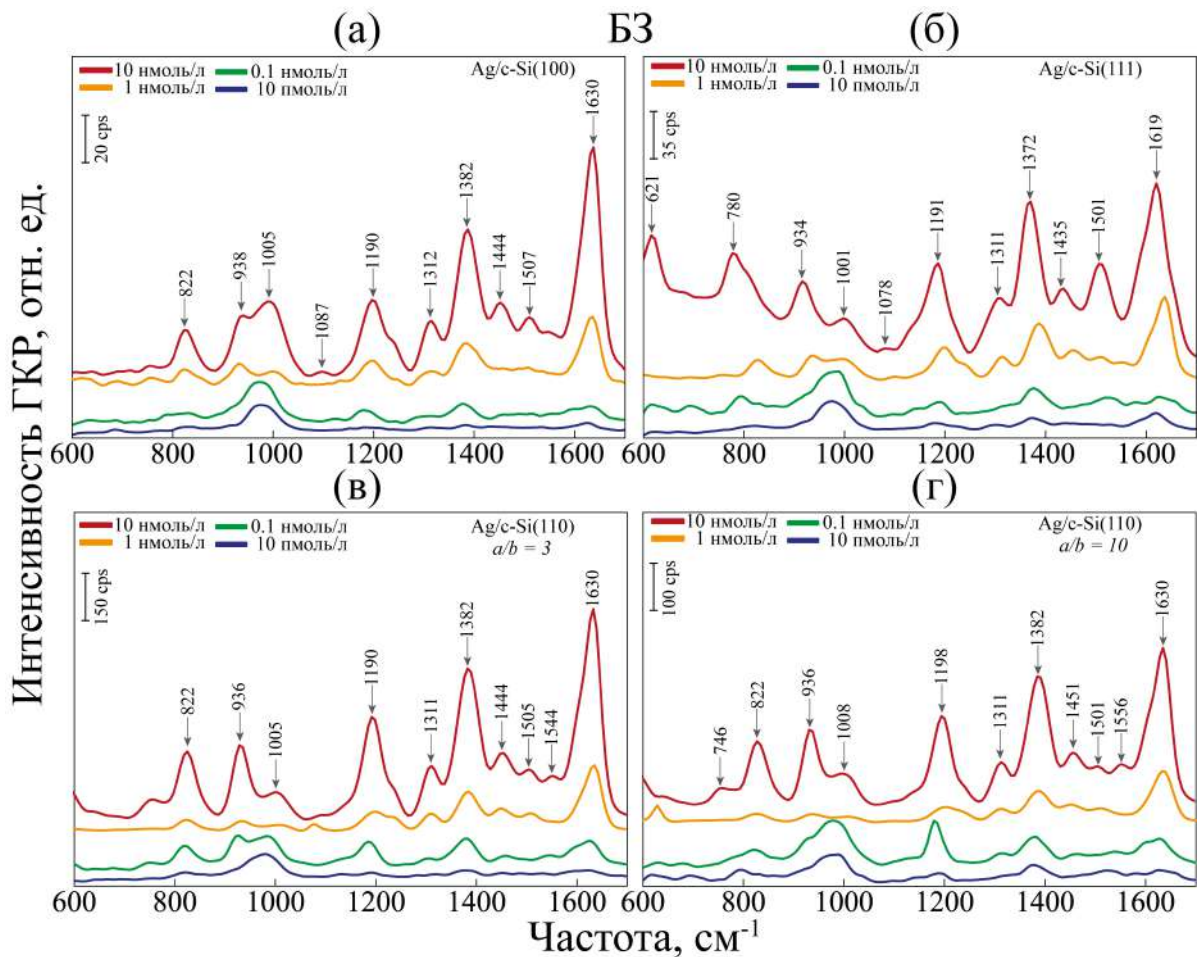 (а) БЗ (б)
10 нмоль/л 0.1 нмоль/л Ag/c-Si(100)
1 нмоль/л 10 пмоль/л
20 cps
822 938 1005 1087 1190 1312 1382 1444 1507 1630
600 800 1000 1200 1400 1600
10 нмоль/л 0.1 нмоль/л Ag/c-Si(111)
1 нмоль/л 10 пмоль/л
35 cps
621 780 934 1001 1078 1191 1311 1372 1435 1501 1619
600 800 1000 1200 1400 1600
Интенсивность ГКР, отн. ед.
(в) (г)
10 нмоль/л 0.1 нмоль/л Ag/c-Si(110)
1 нмоль/л 10 пмоль/л a/b = 3
150 cps
822 936 1005 1190 1311 1382 1444 1505 1544 1630
600 800 1000 1200 1400 1600
10 нмоль/л 0.1 нмоль/л Ag/c-Si(110)
1 нмоль/л 10 пмоль/л a/b = 10
100 cps
746 822 936 1008 1198 1311 1382 1451 1501 1556 1630
600 800 1000 1200 1400 1600
Частота, см⁻¹